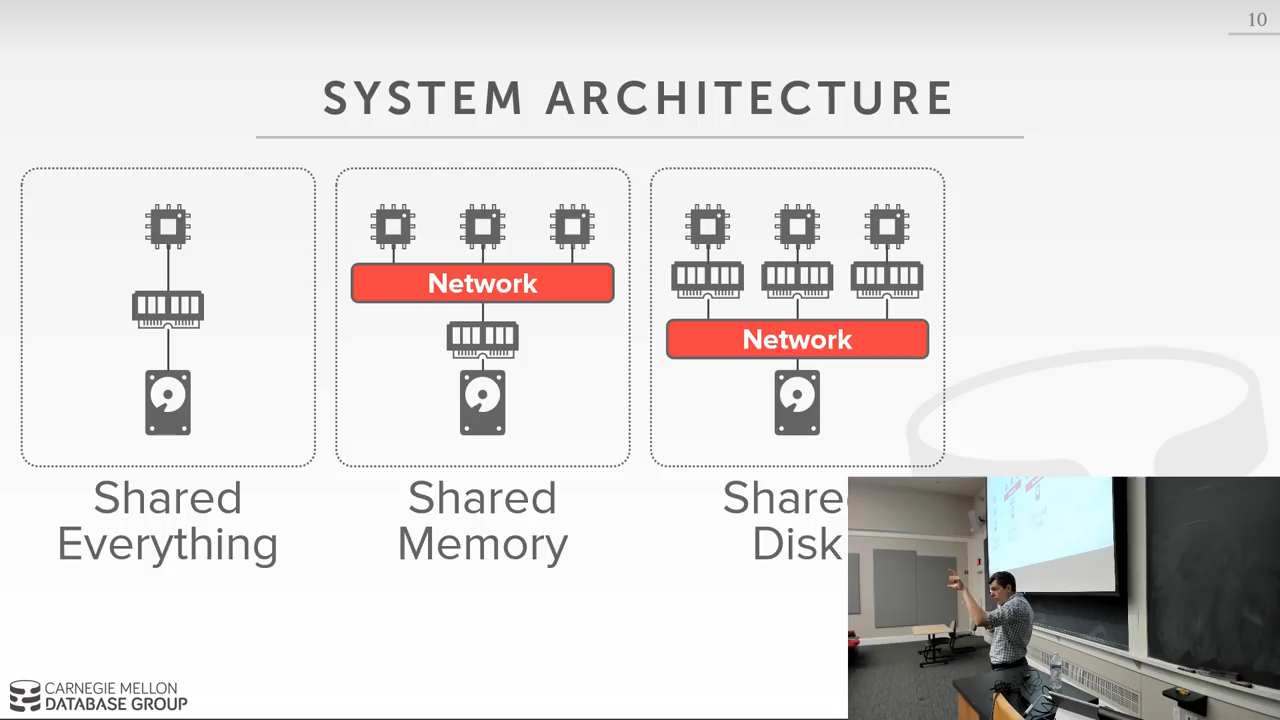 10
SYSTEM ARCHITECTURE
Network
Network
Shared
Everything
Shared
Memory
Share
Disk
CARNEGIE MELLON
DATABASE GROUP